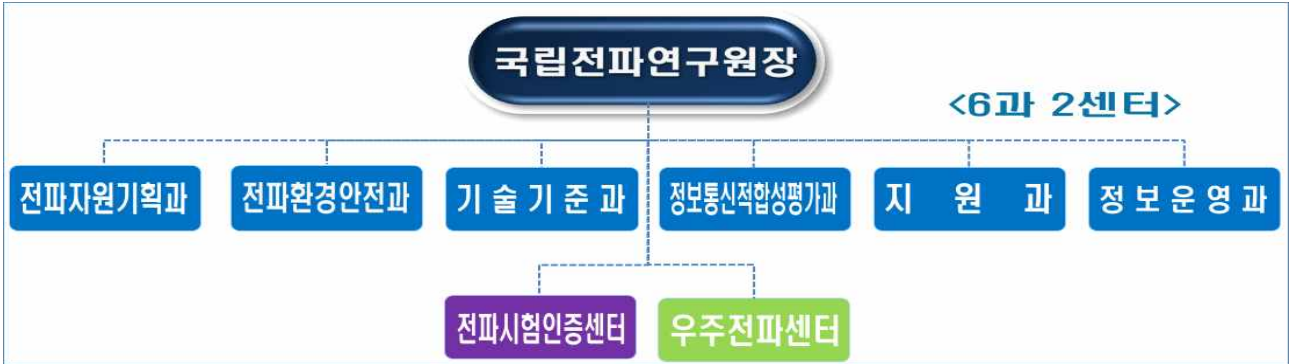 국립전파연구원장
<6과 2센터>
전파자원기획과 전파환경안전과 기술기준과 정보통신적합성평가과 지원과 정보운영과
전파시험인증센터 우주전파센터